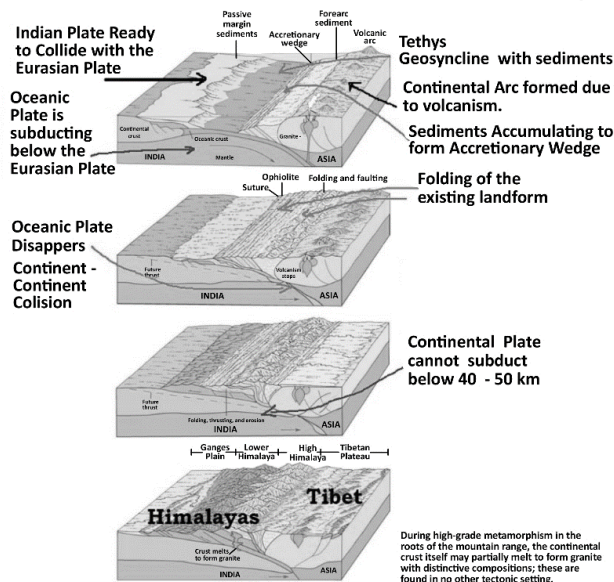 Indian Plate Ready
to Collide with the
Eurasian Plate
Passive
margin
sediments
Accretionary
wedge
Forearc
sediment
Volcanic
arc
Tethys
Geosyncline with sediments
Continental Arc formed due
to volcanism.
Sediments Accumulating to
form Accretionary Wedge
Oceanic
Plate is
subducting
below the
Eurasian Plate
Continental
crust
Oceanic crust
Granite
Mantle
INDIA
ASIA
Ophiolite
Suture
Folding and faulting
Folding of the
existing landform
Oceanic Plate
Disappers
Continent -
Continent
Colision
Future
thrust
Volcanism
stops
INDIA
ASIA
Continental Plate
cannot subduct
below 40 - 50 km
Future
thrust
Folding, thrusting, and erosion
INDIA
ASIA
Ganges
Plain
Lower
Himalaya
High
Himalaya
Tibetan
Plateau
Himalayas
Tibet
Crust melts
to form granite
INDIA
ASIA
During high-grade metamorphism in the
roots of the mountain range, the continental
crust itself may partially melt to form granite
with distinctive compositions; these are
found in no other tectonic setting.